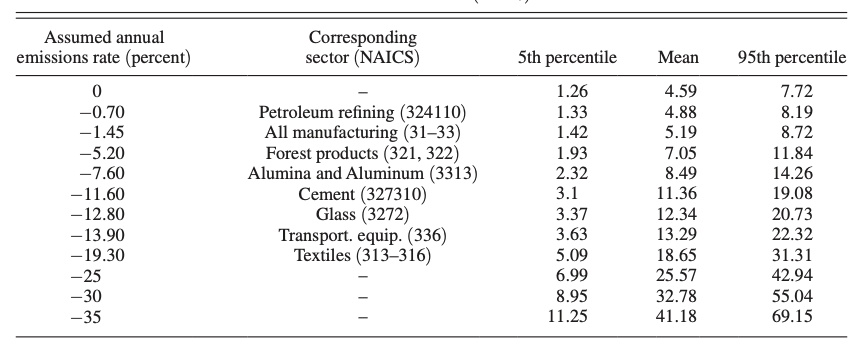 Assumed annual Corresponding
emissions rate (percent) sector (NAICS) 5th percentile Mean 95th percentile
0 – 1.26 4.59 7.72
−0.70 Petroleum refining (324110) 1.33 4.88 8.19
−1.45 All manufacturing (31–33) 1.42 5.19 8.72
−5.20 Forest products (321, 322) 1.93 7.05 11.84
−7.60 Alumina and Aluminum (3313) 2.32 8.49 14.26
−11.60 Cement (327310) 3.1 11.36 19.08
−12.80 Glass (3272) 3.37 12.34 20.73
−13.90 Transport. equip. (336) 3.63 13.29 22.32
−19.30 Textiles (313–316) 5.09 18.65 31.31
−25 – 6.99 25.57 42.94
−30 – 8.95 32.78 55.04
−35 – 11.25 41.18 69.15